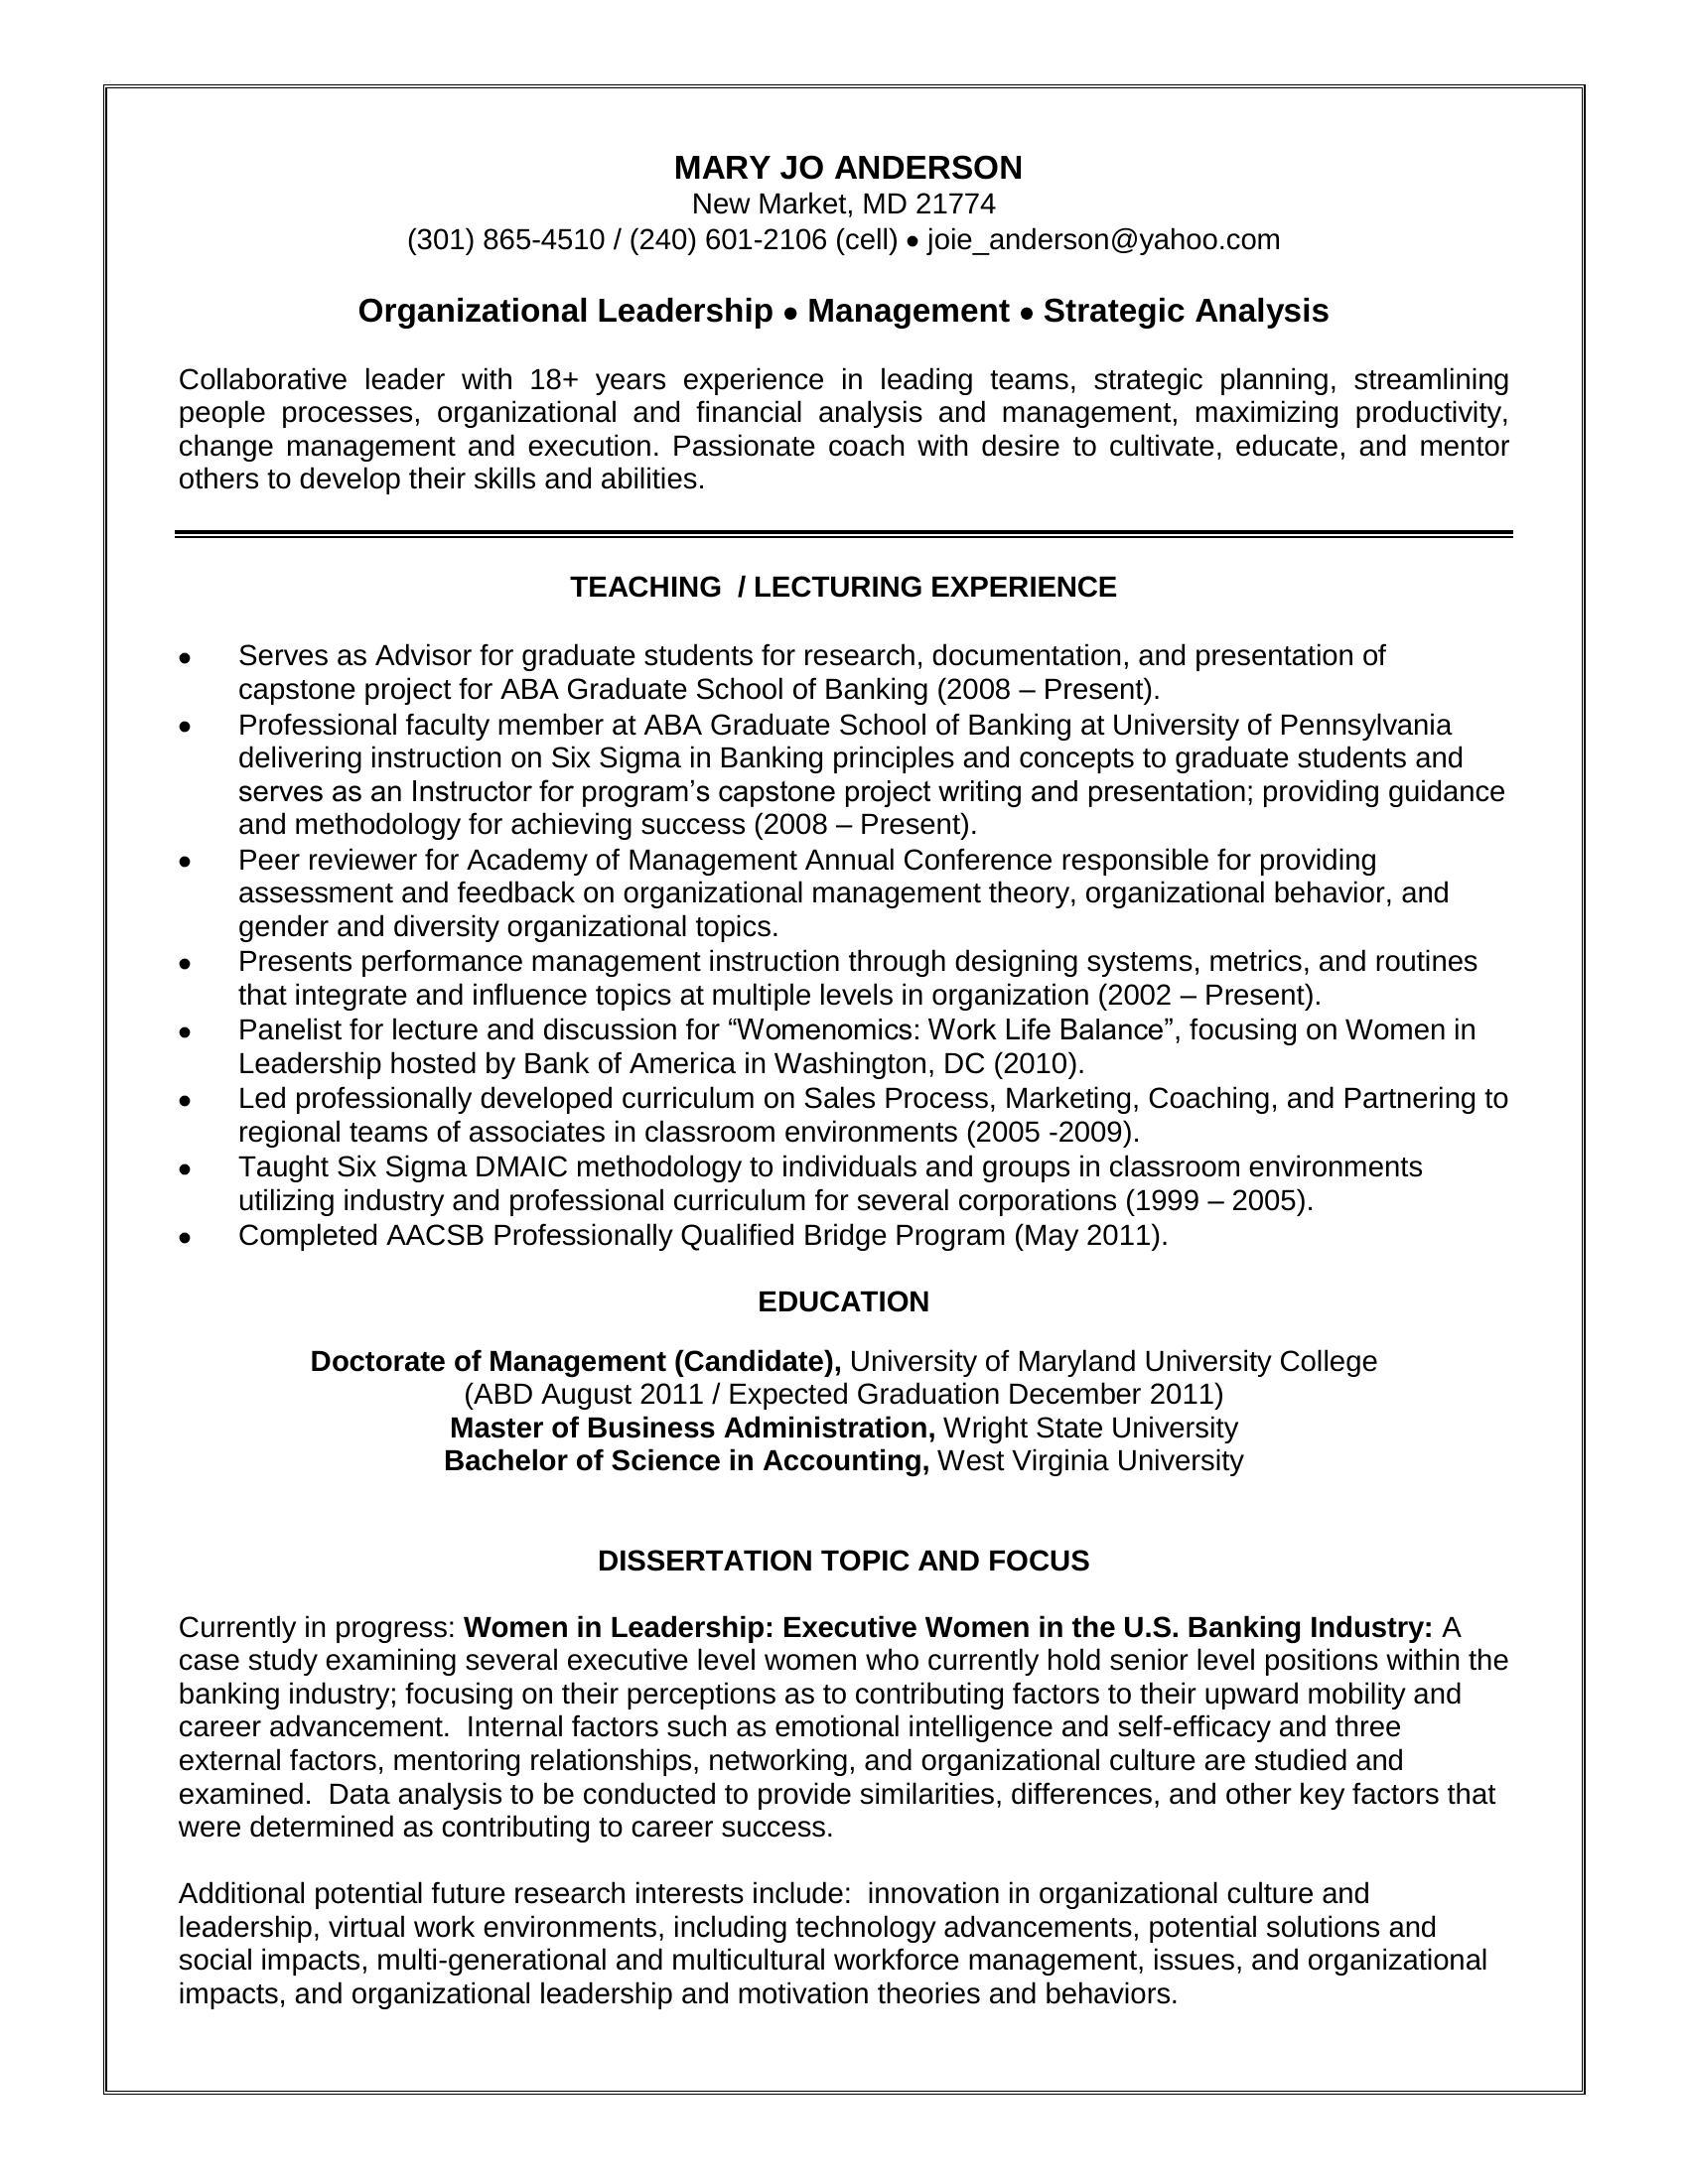 MARY JO ANDERSON
New Market, MD 21774
(301) 865-4510 / (240) 601-2106 (cell) ● joie_anderson@yahoo.com
Organizational Leadership ● Management ● Strategic Analysis
Collaborative leader with 18+ years experience in leading teams, strategic planning, streamlining
people processes, organizational and financial analysis and management, maximizing productivity,
change management and execution. Passionate coach with desire to cultivate, educate, and mentor
others to develop their skills and abilities.
TEACHING  / LECTURING EXPERIENCE
● Serves as Advisor for graduate students for research, documentation, and presentation of
capstone project for ABA Graduate School of Banking (2008 – Present).
● Professional faculty member at ABA Graduate School of Banking at University of Pennsylvania
delivering instruction on Six Sigma in Banking principles and concepts to graduate students and
serves as an Instructor for program’s capstone project writing and presentation; providing guidance
and methodology for achieving success (2008 – Present).
● Peer reviewer for Academy of Management Annual Conference responsible for providing
assessment and feedback on organizational management theory, organizational behavior, and
gender and diversity organizational topics.
● Presents performance management instruction through designing systems, metrics, and routines
that integrate and influence topics at multiple levels in organization (2002 – Present).
● Panelist for lecture and discussion for “Womenomics: Work Life Balance”, focusing on Women in
Leadership hosted by Bank of America in Washington, DC (2010).
● Led professionally developed curriculum on Sales Process, Marketing, Coaching, and Partnering to
regional teams of associates in classroom environments (2005 -2009).
● Taught Six Sigma DMAIC methodology to individuals and groups in classroom environments
utilizing industry and professional curriculum for several corporations (1999 – 2005).
● Completed AACSB Professionally Qualified Bridge Program (May 2011).
EDUCATION
Doctorate of Management (Candidate), University of Maryland University College
(ABD August 2011 / Expected Graduation December 2011)
Master of Business Administration, Wright State University
Bachelor of Science in Accounting, West Virginia University
DISSERTATION TOPIC AND FOCUS
Currently in progress: Women in Leadership: Executive Women in the U.S. Banking Industry: A
case study examining several executive level women who currently hold senior level positions within the
banking industry; focusing on their perceptions as to contributing factors to their upward mobility and
career advancement.  Internal factors such as emotional intelligence and self-efficacy and three
external factors, mentoring relationships, networking, and organizational culture are studied and
examined.  Data analysis to be conducted to provide similarities, differences, and other key factors that
were determined as contributing to career success.
Additional potential future research interests include:  innovation in organizational culture and
leadership, virtual work environments, including technology advancements, potential solutions and
social impacts, multi-generational and multicultural workforce management, issues, and organizational
impacts, and organizational leadership and motivation theories and behaviors.